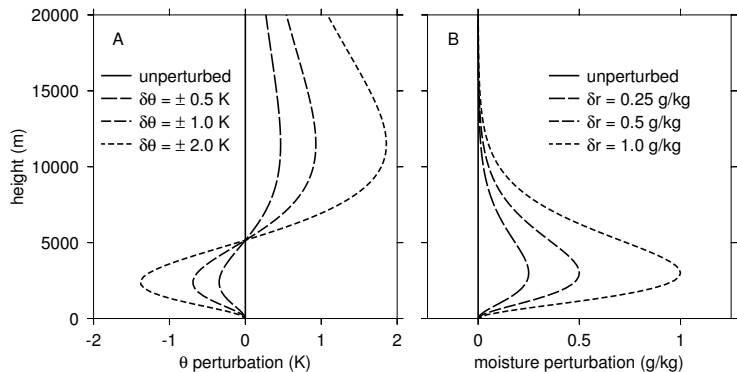 A
unperturbed
δθ = ± 0.5 K
δθ = ± 1.0 K
δθ = ± 2.0 K
20000
15000
10000
5000
0
height (m)
-2 -1 0 1 2
θ perturbation (K)
B
unperturbed
δr = 0.25 g/kg
δr = 0.5 g/kg
δr = 1.0 g/kg
0 0.5 1
moisture perturbation (g/kg)